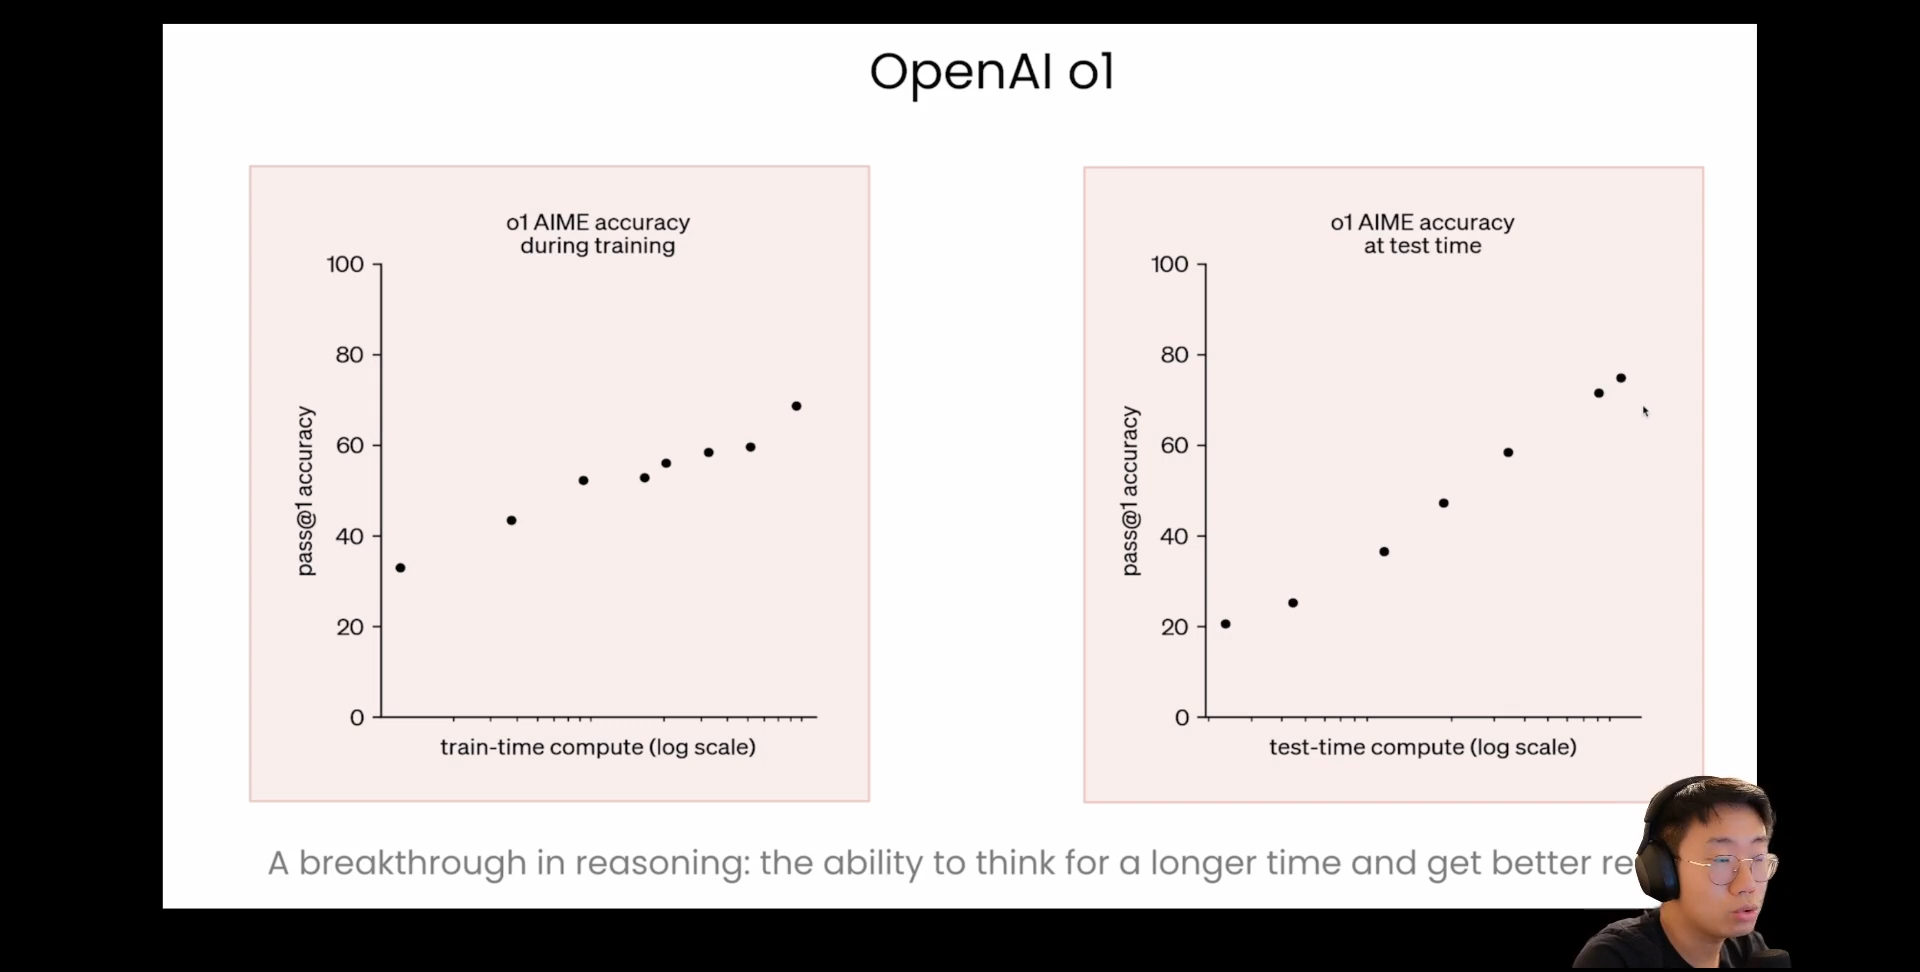 OpenAI o1
o1 AIME accuracy
during training
100
80
60
40
20
0
pass@1 accuracy
train-time compute (log scale)
o1 AIME accuracy
at test time
100
80
60
40
20
0
pass@1 accuracy
test-time compute (log scale)
A breakthrough in reasoning: the ability to think for a longer time and get better re